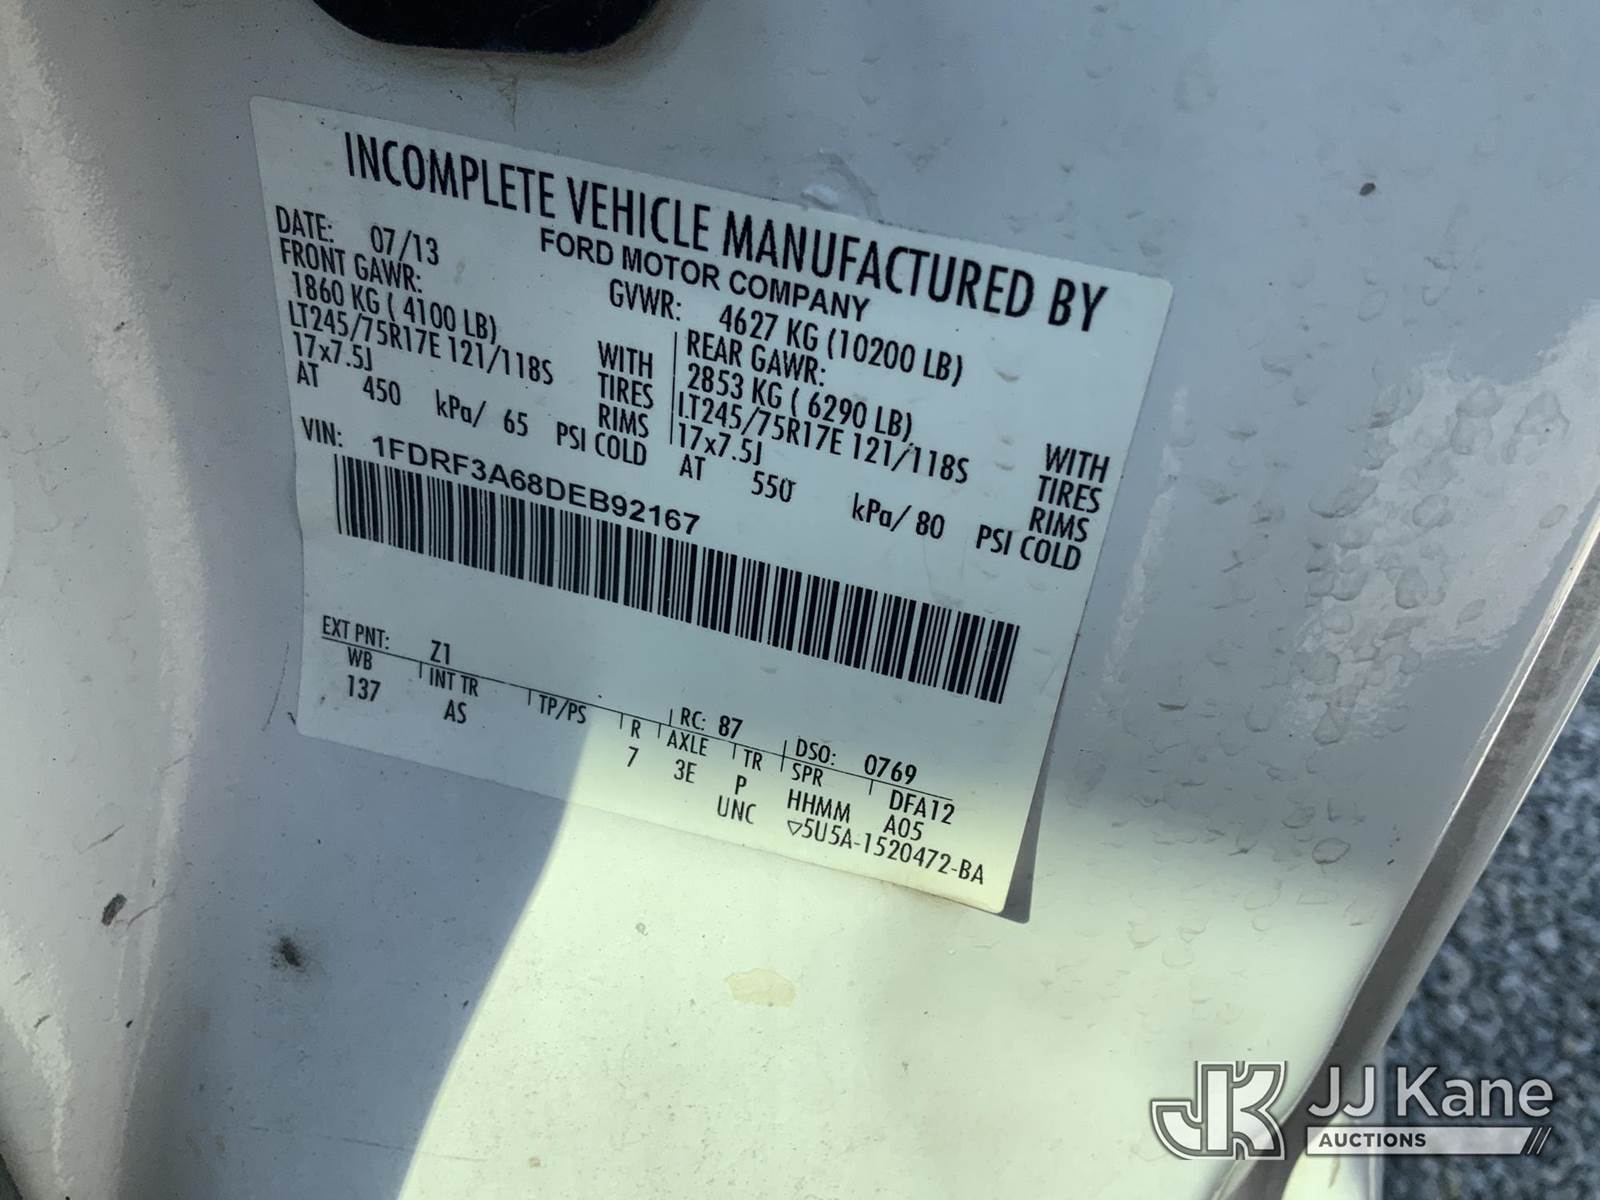 INCOMPLETE VEHICLE MANUFACTURED BY
FORD MOTOR COMPANY
DATE: 07/13 GVWR: 4627 KG (10200 LB)
FRONT GAWR: REAR GAWR:
1860 KG ( 4100 LB) WITH 2853 KG ( 6290 LB) WITH
LT245/75R17E 121/118S TIRES LT245/75R17E 121/118S TIRES
17x7.5J RIMS 17x7.5J RIMS
AT 450 kPa/ 65 PSI COLD AT 550 kPa/ 80 PSI COLD
VIN: 1FDRF3A68DEB92167
EXT PNT: Z1 RC: 87 DSO: 0769
WB INT TR TP/PS R AXLE TR SPR DFA12
137 AS 7 3E P HHMM A05
UNC ▽5U5A-1520472-BA
JK
JJ Kane
AUCTIONS